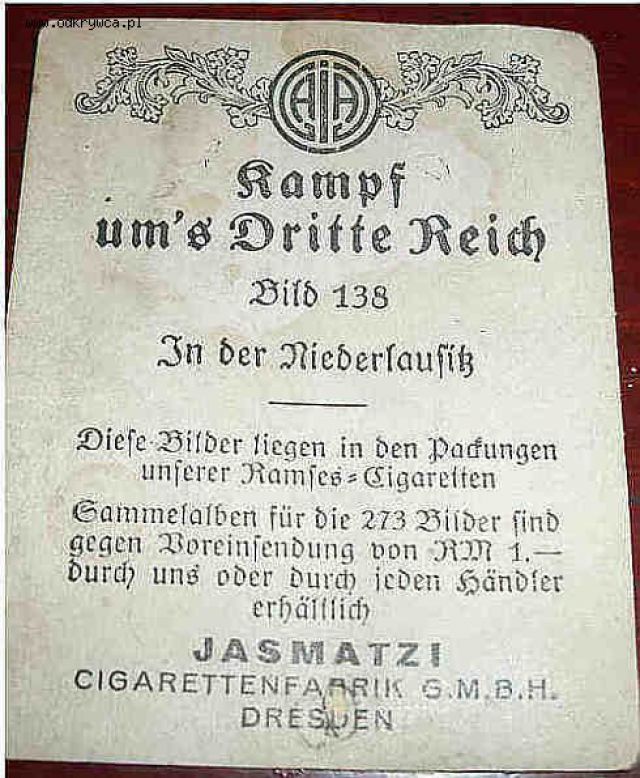 www.odkrywca.pl
Kampf
um's Dritte Reich
Bild 138
In der Niederlausitz
Diese Bilder liegen in den Packungen
unserer Ramses=Cigaretten
Sammelalben für die 273 Bilder sind
gegen Voreinsendung von RM 1.—
durch uns oder durch jeden Händler
erhältlich
JASMATZI
CIGARETTENFABRIK G.M.B.H.
DRESDEN